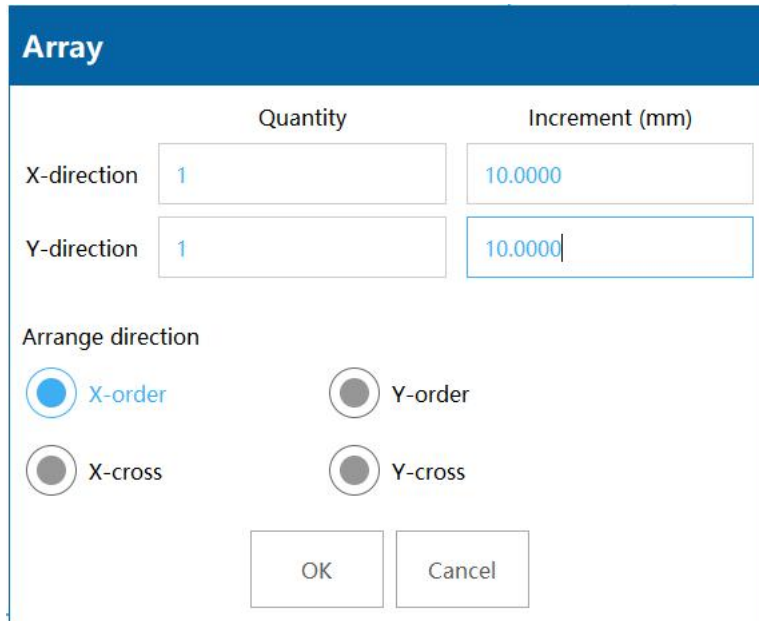 Array
Quantity Increment (mm)
X-direction 1 10.0000
Y-direction 1 10.0000
Arrange direction
X-order Y-order
X-cross Y-cross
OK Cancel